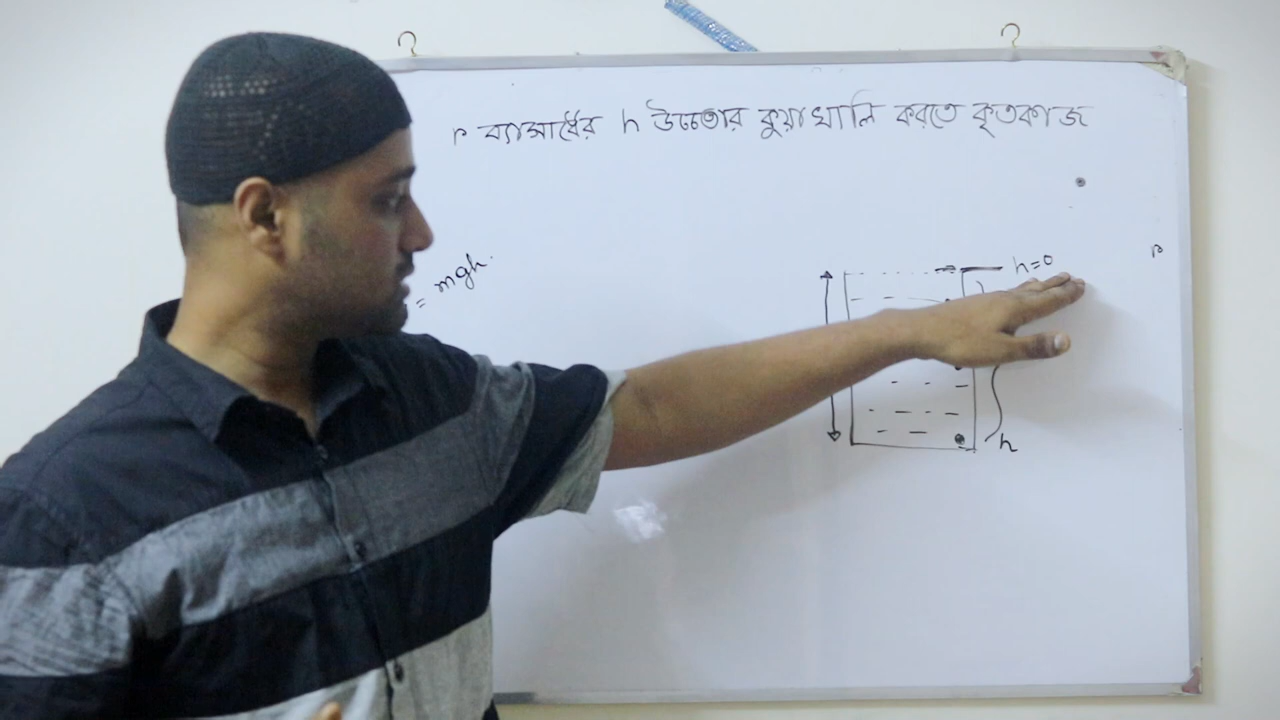 r ব্যাসার্ধের h উচ্চতার কুয়া খালি করতে কৃতকাজ
= mgh.
h=0
h